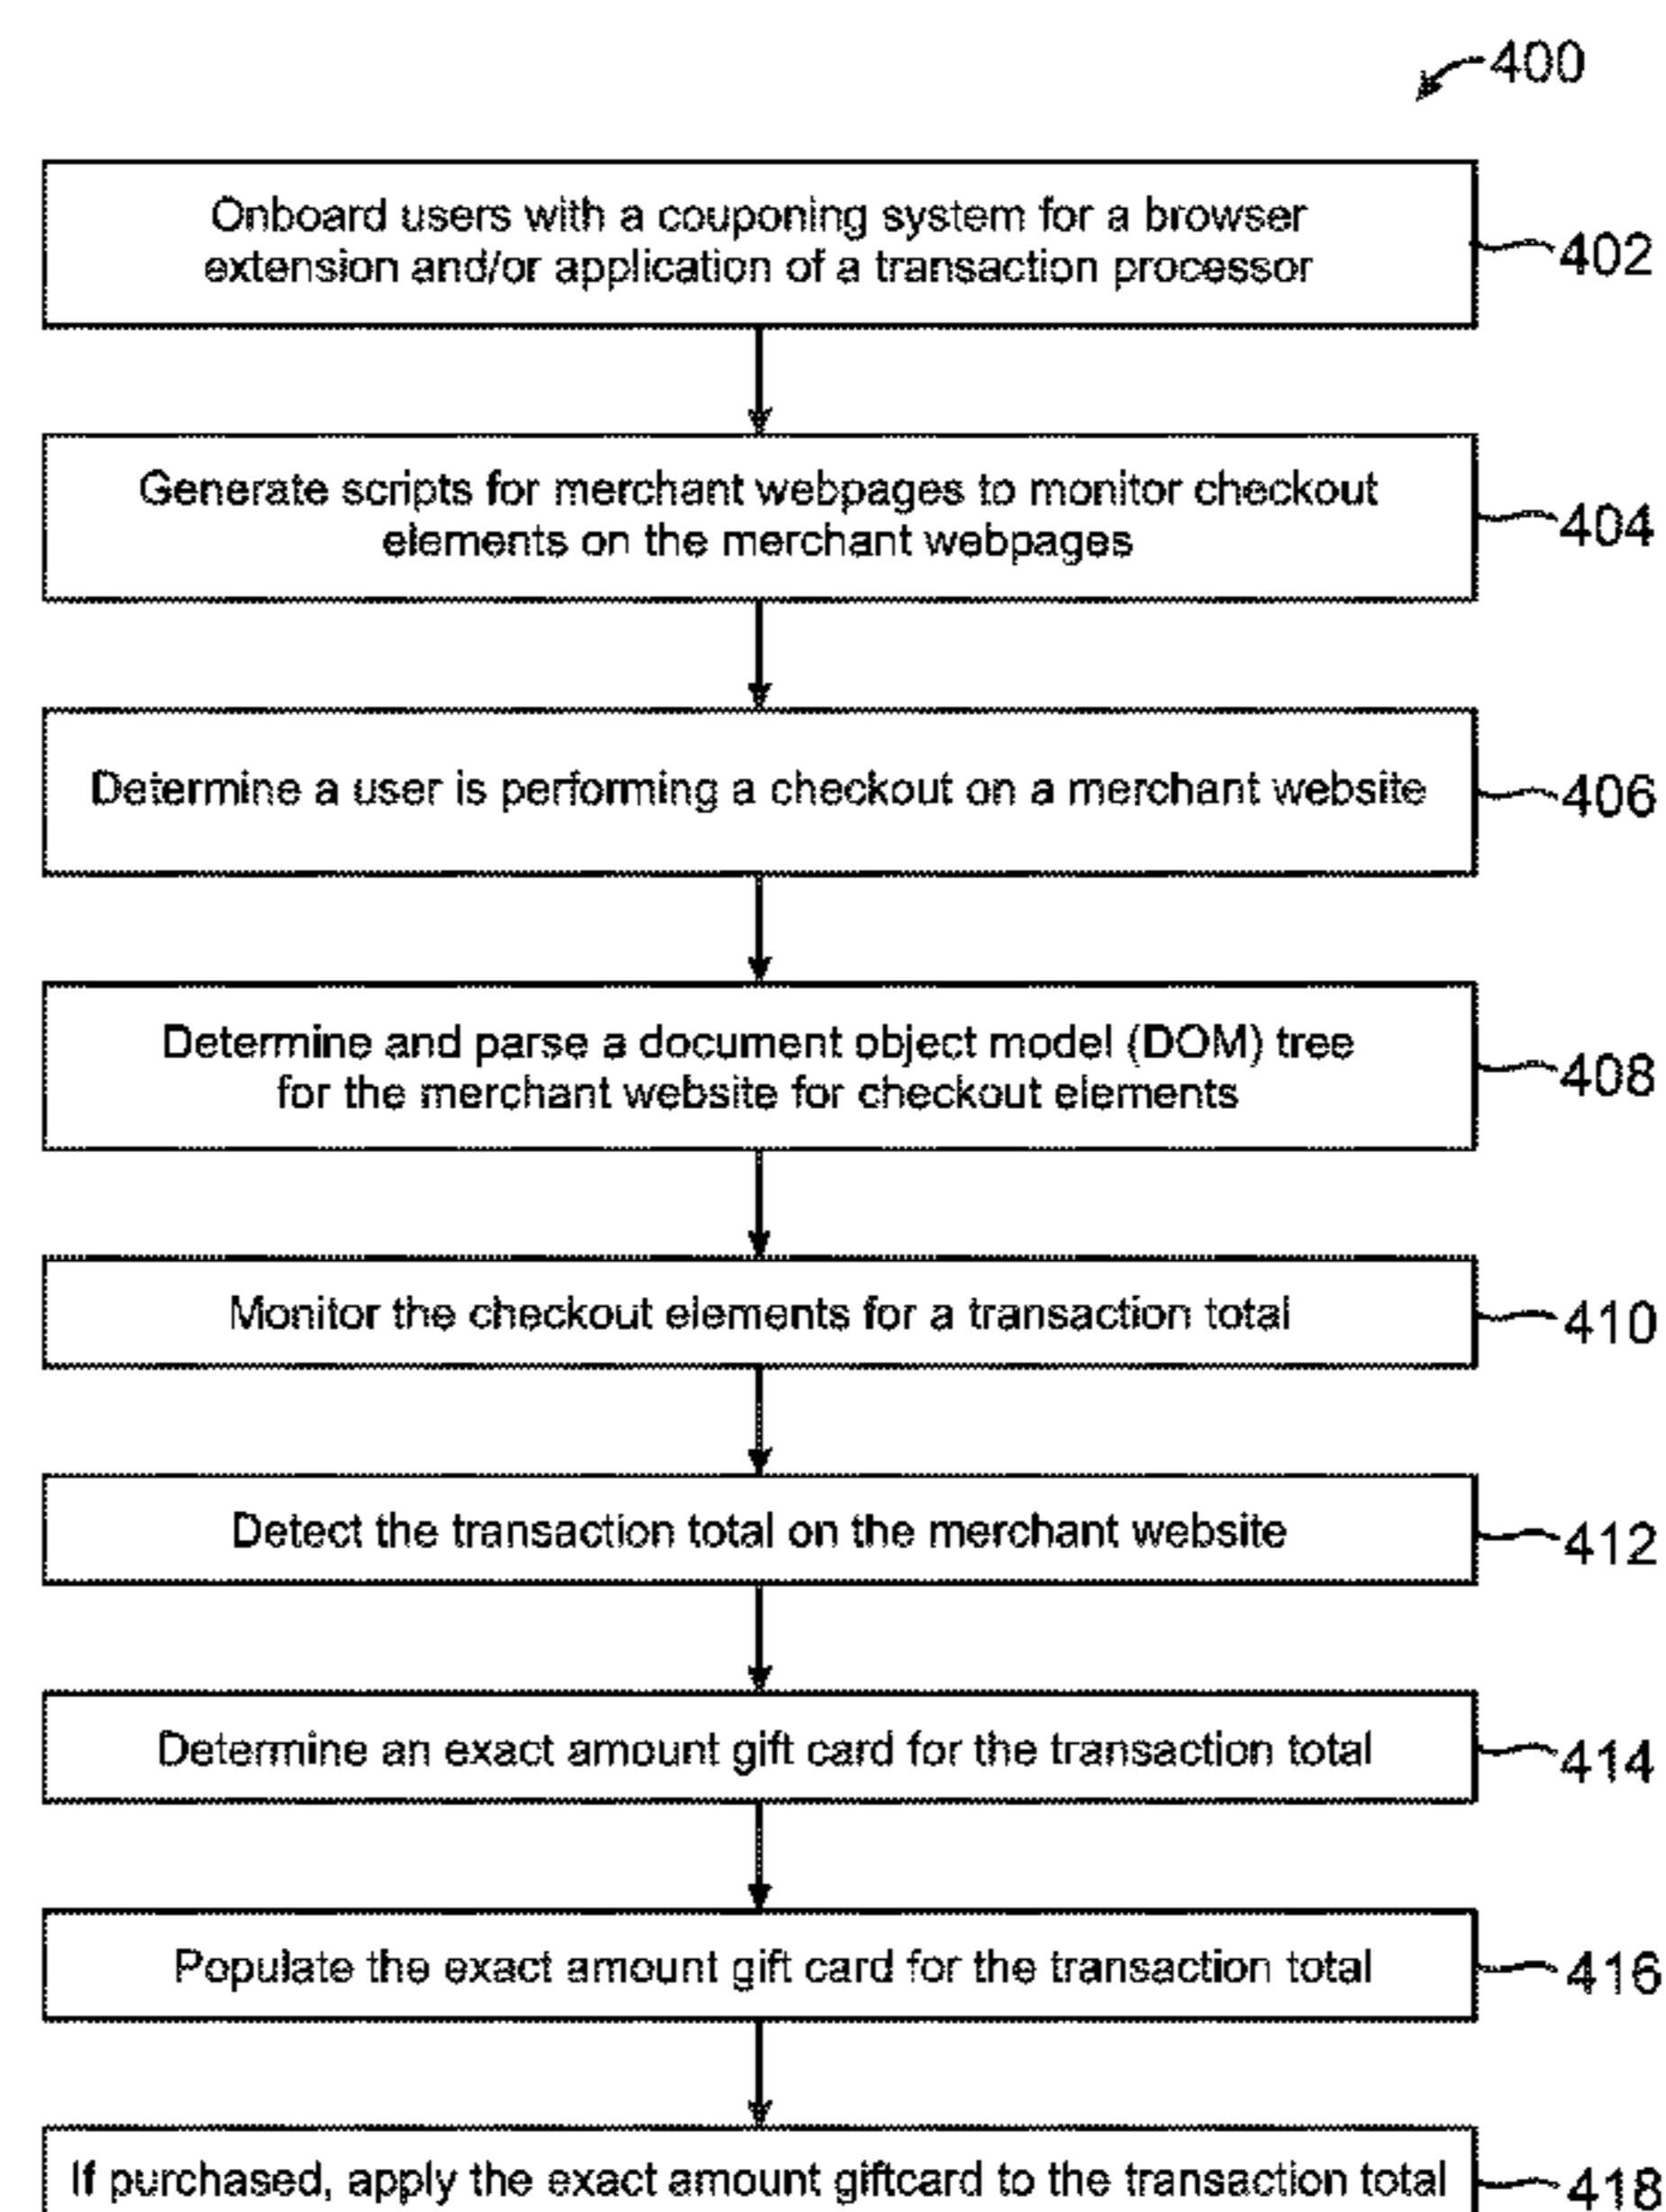 400
Onboard users with a couponing system for a browser
extension and/or application of a transaction processor
402
Generate scripts for merchant webpages to monitor checkout
elements on the merchant webpages
404
Determine a user is performing a checkout on a merchant website
406
Determine and parse a document object model (DOM) tree
for the merchant website for checkout elements
408
Monitor the checkout elements for a transaction total
410
Detect the transaction total on the merchant website
412
Determine an exact amount gift card for the transaction total
414
Populate the exact amount gift card for the transaction total
416
If purchased, apply the exact amount giftcard to the transaction total
418